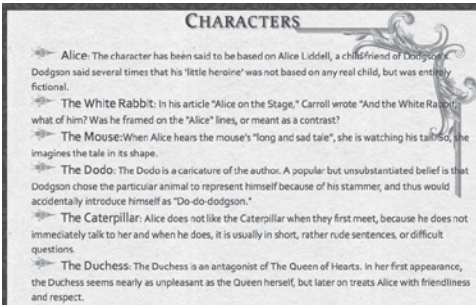 CHARACTERS
Alice: The character has been said to be based on Alice Liddell, a child friend of Dodgson's.
Dodgson said several times that his 'little heroine' was not based on any real child, but was entirely
fictional.
The White Rabbit: In his article "Alice on the Stage," Carroll wrote "And the White Rabbit,
what of him? Was he framed on the "Alice" lines, or meant as a contrast?
The Mouse:When Alice hears the mouse's "long and sad tale", she is watching his tail. So, she
imagines the tale in its shape.
The Dodo: The Dodo is a caricature of the author. A popular but unsubstantiated belief is that
Dodgson chose the particular animal to represent himself because of his stammer, and thus would
accidentally introduce himself as "Do-do-dodgson."
The Caterpillar: Alice does not like the Caterpillar when they first meet, because he does not
immediately talk to her and when he does, it is usually in short, rather rude sentences, or difficult
questions.
The Duchess: The Duchess is an antagonist of The Queen of Hearts. In her first appearance,
the Duchess seems nearly as unpleasant as the Queen herself, but later on treats Alice with friendliness
and respect.